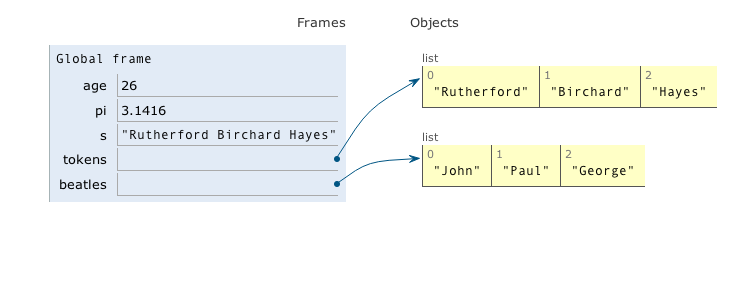 Frames Objects
Global frame
age 26
pi 3.1416
s "Rutherford Birchard Hayes"
tokens
beatles
list
0 1 2
"Rutherford" "Birchard" "Hayes"
list
0 1 2
"John" "Paul" "George"